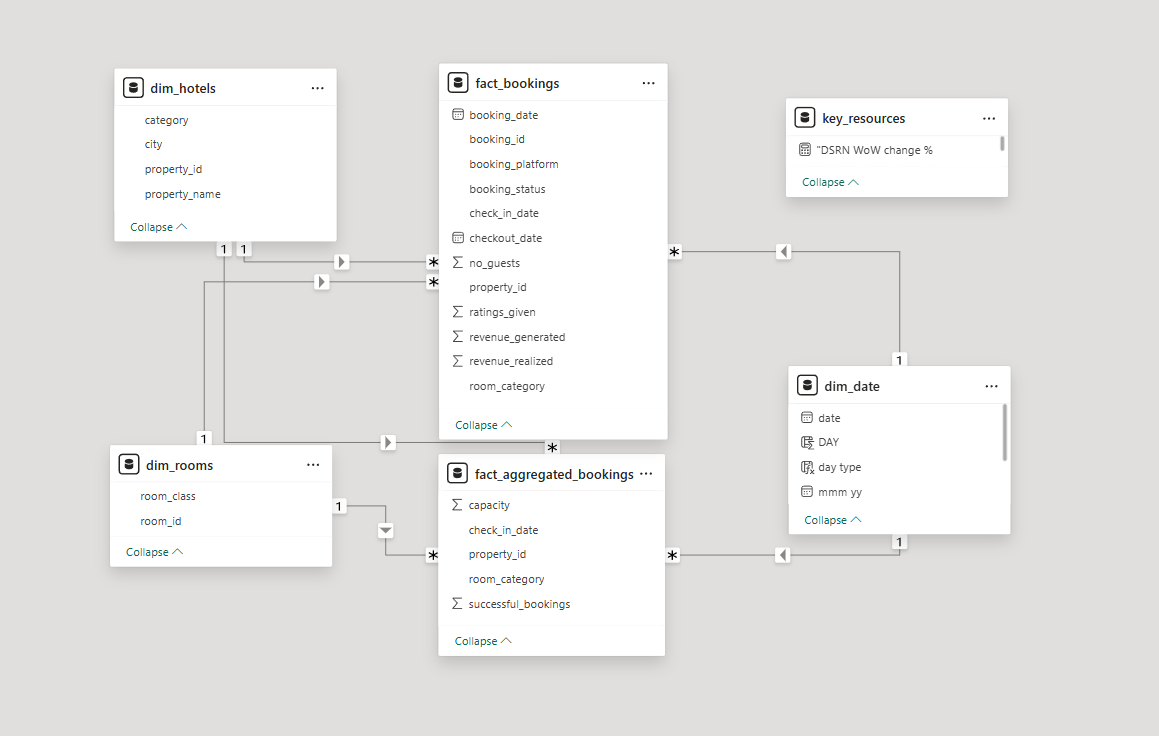 dim_hotels
category
city
property_id
property_name
Collapse
fact_bookings
booking_date
booking_id
booking_platform
booking_status
check_in_date
checkout_date
no_guests
property_id
ratings_given
revenue_generated
revenue_realized
room_category
Collapse
key_resources
"DSRN WoW change %
Collapse
1 1
*
*
*
1
1
dim_date
date
DAY
day type
mmm yy
Collapse
1
dim_rooms
room_class
room_id
Collapse
1
*
fact_aggregated_bookings
capacity
check_in_date
property_id
room_category
successful_bookings
Collapse
*
*